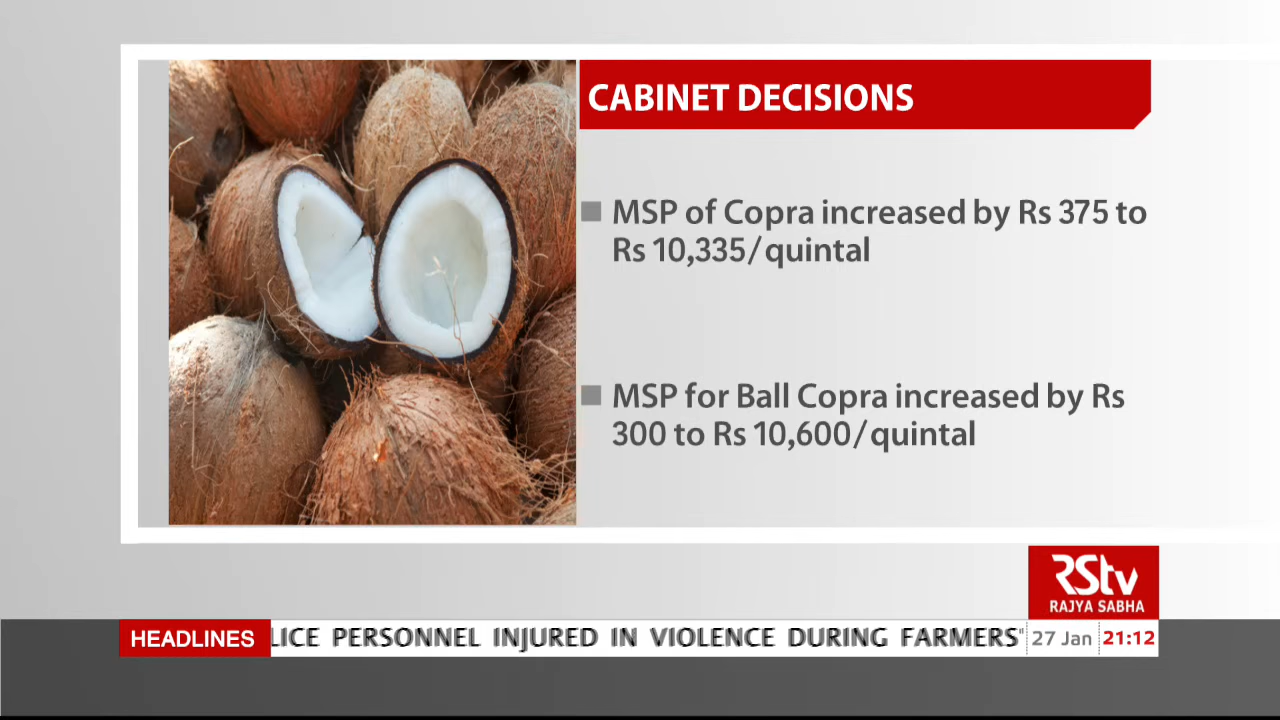 CABINET DECISIONS
MSP of Copra increased by Rs 375 to
Rs 10,335/quintal
MSP for Ball Copra increased by Rs
300 to Rs 10,600/quintal
RStv
RAJYA SABHA
HEADLINES LICE PERSONNEL INJURED IN VIOLENCE DURING FARMERS' 27 Jan 21:12